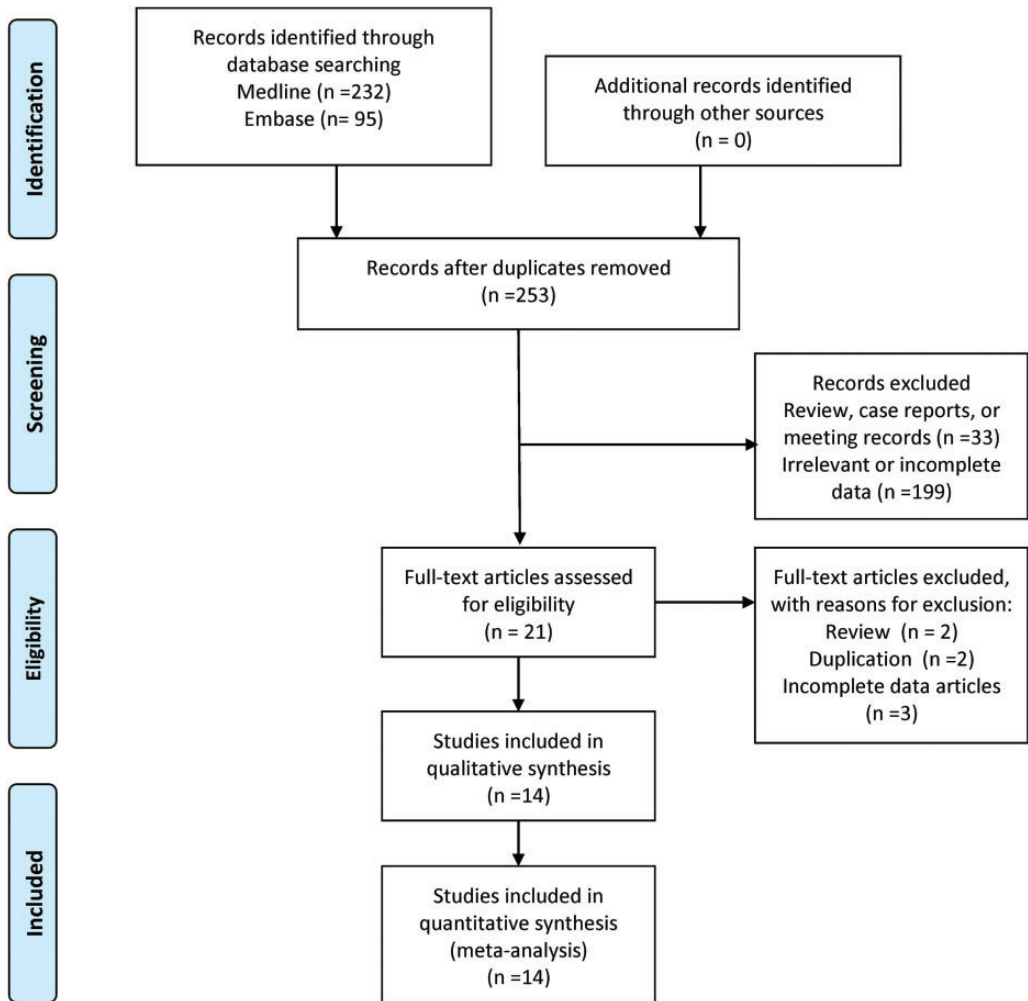 Identification
Records identified through
database searching
Medline (n =232)
Embase (n= 95)
Additional records identified
through other sources
(n = 0)
Records after duplicates removed
(n =253)
Screening
Records excluded
Review, case reports, or
meeting records (n =33)
Irrelevant or incomplete
data (n =199)
Eligibility
Full-text articles assessed
for eligibility
(n = 21)
Full-text articles excluded,
with reasons for exclusion:
Review  (n = 2)
Duplication  (n =2)
Incomplete data articles
(n =3)
Studies included in
qualitative synthesis
(n =14)
Included
Studies included in
quantitative synthesis
(meta-analysis)
(n =14)